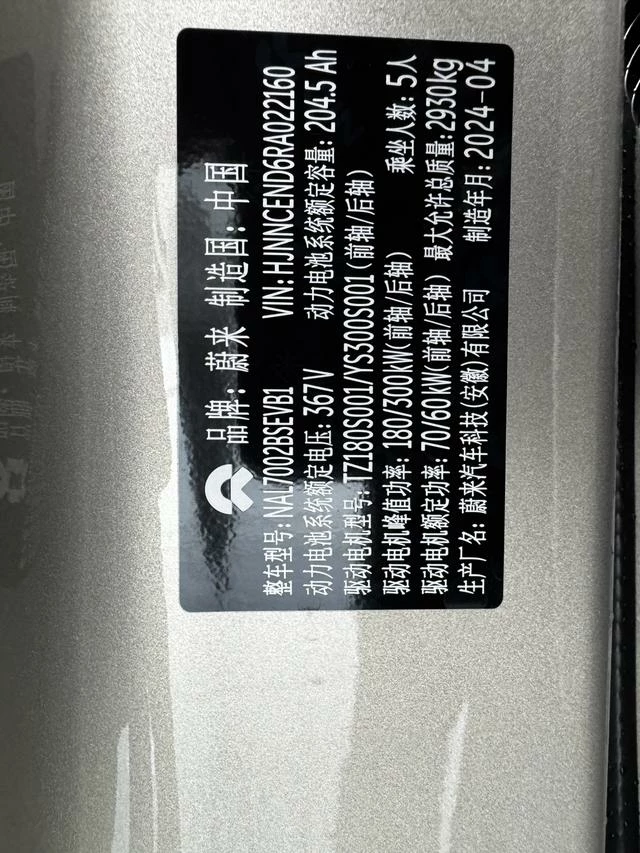 品牌：蔚来 制造国：中国
整车型号：NAL7002BSEVB1 VIN:HJNNCEND6RA022160
动力电池系统额定电压：367V 动力电池系统额定容量：204.5 Ah
驱动电机型号：TZ180S001/YS300S001（前轴/后轴）
驱动电机峰值功率：180/300kW（前轴/后轴） 乘坐人数：5人
驱动电机额定功率：70/60kW（前轴/后轴） 最大允许总质量：2930kg
生产厂名：蔚来汽车科技（安徽）有限公司 制造年月：2024-04